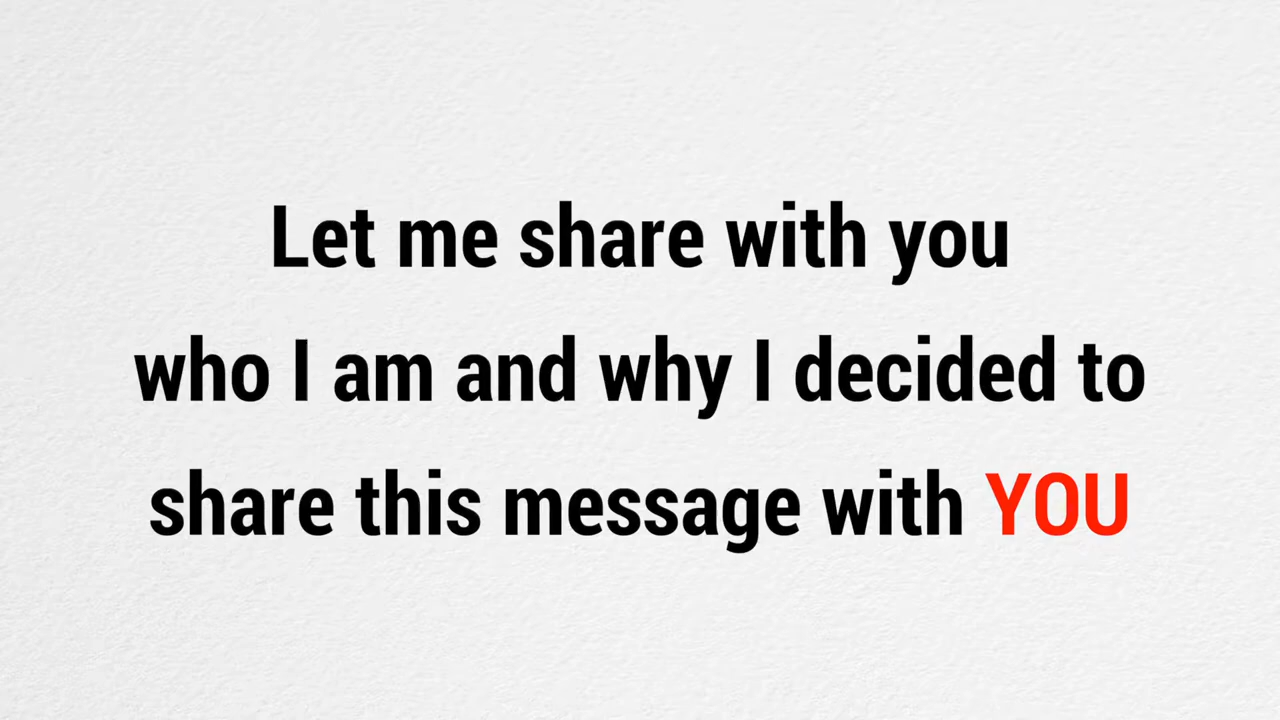 Let me share with you
who I am and why I decided to
share this message with YOU